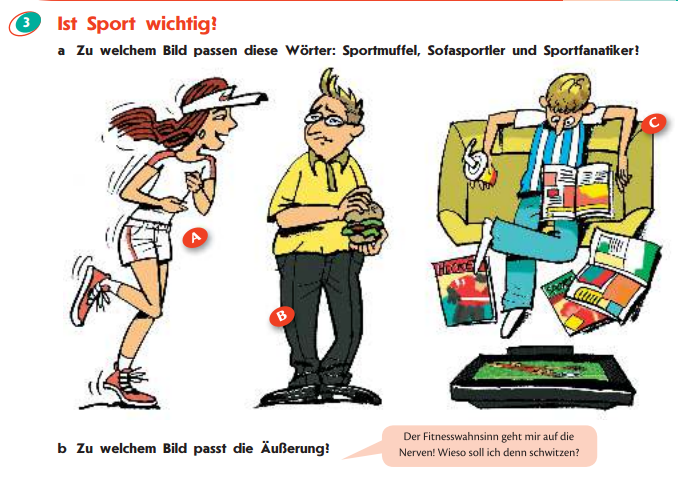 3 Ist Sport wichtig?
a Zu welchem Bild passen diese Wörter: Sportmuffel, Sofasportler und Sportfanatiker?
A
B
C
b Zu welchem Bild passt die Äußerung?
Der Fitnesswahnsinn geht mir auf die
Nerven! Wieso soll ich denn schwitzen?